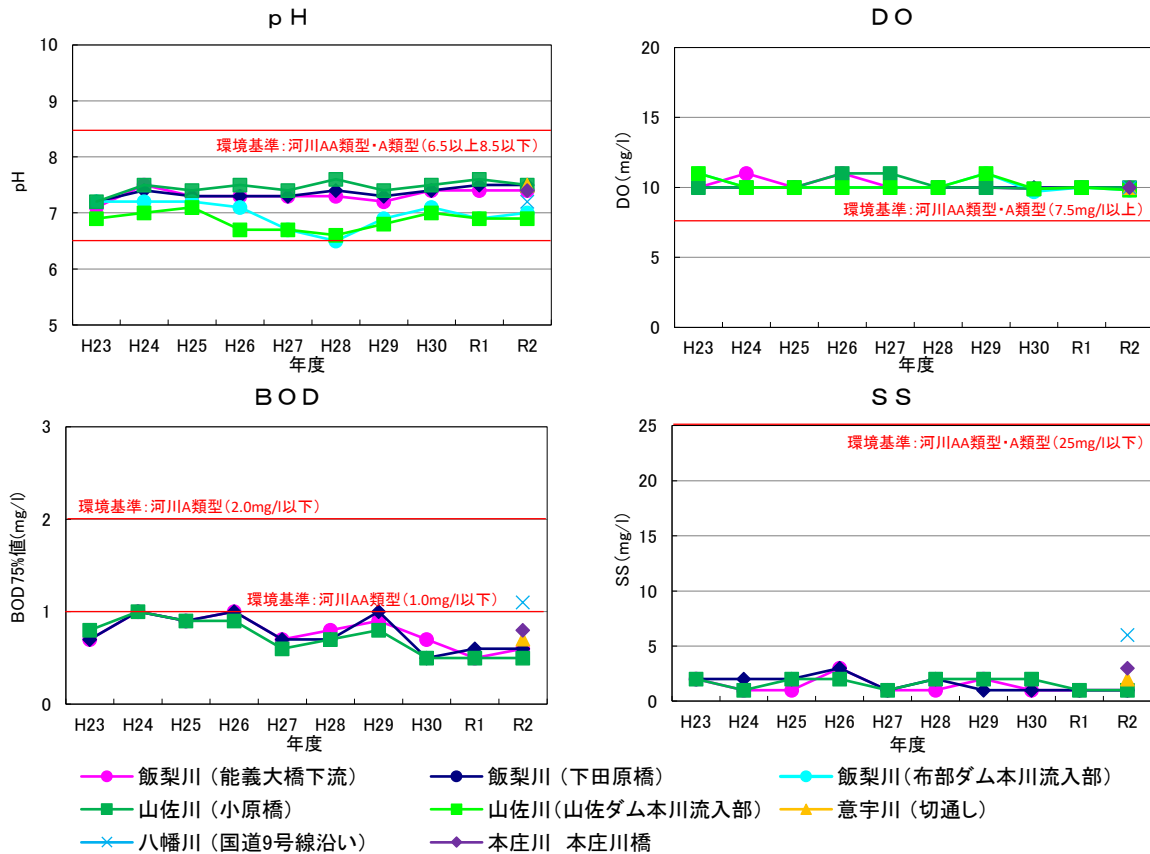 ｐＨ
10
9
8
7
6
5
pH
環境基準：河川AA類型・A類型（6.5以上8.5以下）
H23 H24 H25 H26 H27 H28 H29 H30 R1 R2
年度
ＤＯ
20
15
10
5
0
DO（mg/l）
環境基準：河川AA類型・A類型（7.5mg/l以上）
H23 H24 H25 H26 H27 H28 H29 H30 R1 R2
年度
ＢＯＤ
3
2
1
0
BOD75%値(mg/l)
環境基準：河川A類型（2.0mg/l以下）
環境基準：河川AA類型（1.0mg/l以下）
H23 H24 H25 H26 H27 H28 H29 H30 R1 R2
年度
ＳＳ
25
20
15
10
5
0
SS（mg/l）
環境基準：河川AA類型・A類型（25mg/l以下）
H23 H24 H25 H26 H27 H28 H29 H30 R1 R2
年度
飯梨川（能義大橋下流） 飯梨川（下田原橋） 飯梨川（布部ダム本川流入部）
山佐川（小原橋） 山佐川（山佐ダム本川流入部） 意宇川（切通し）
八幡川（国道9号線沿い） 本庄川　本庄川橋